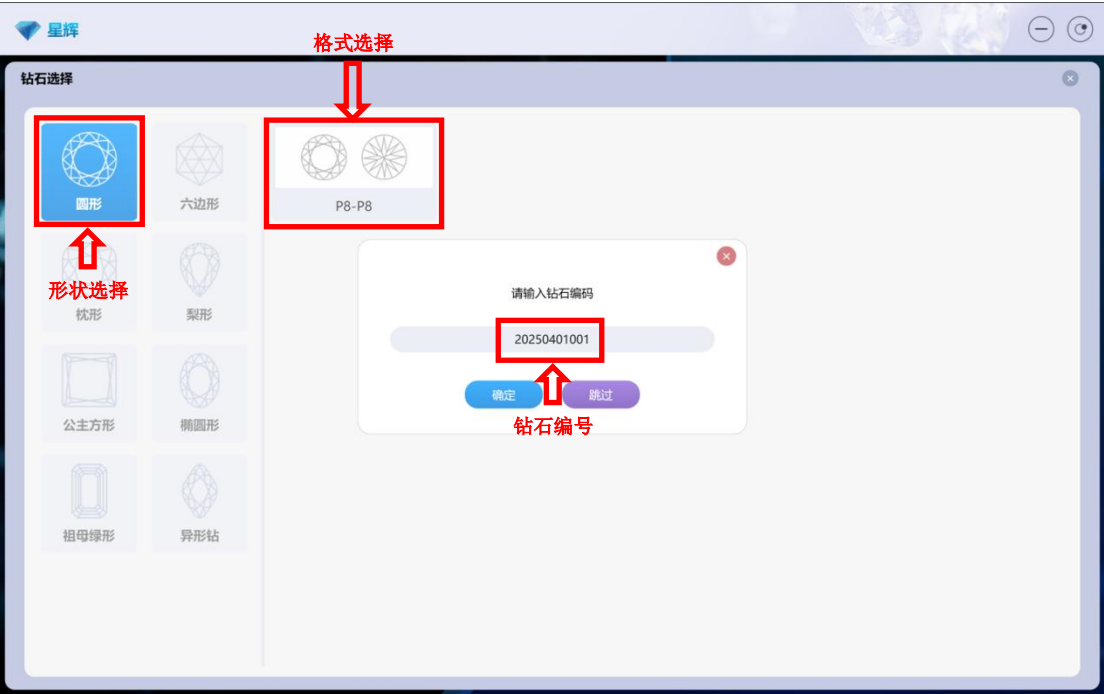 星辉
格式选择
钻石选择
圆形
六边形
P8-P8
形状选择
枕形
梨形
请输入钻石编码
20250401001
确定
跳过
钻石编号
公主方形
椭圆形
祖母绿形
异形钻